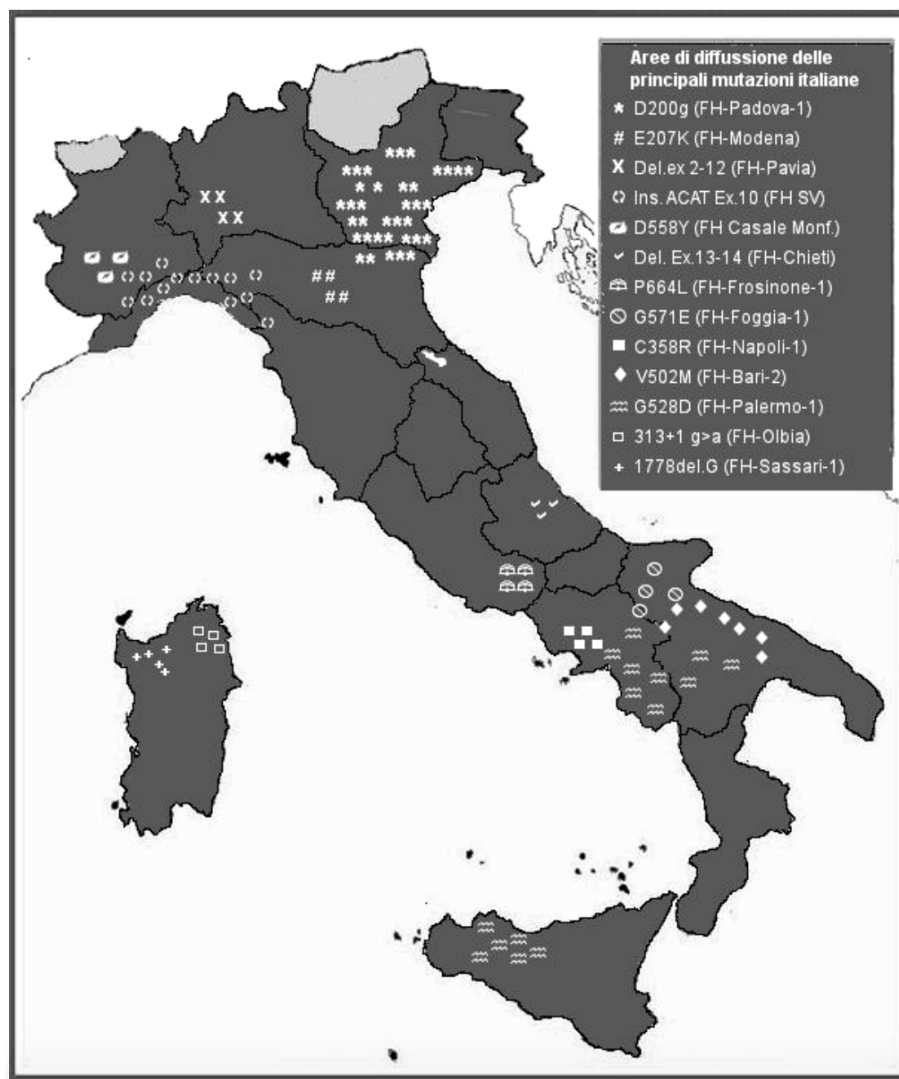 Aree di diffusione delle
principali mutazioni italiane
* D200g (FH-Padova-1)
# E207K (FH-Modena)
X Del.ex 2-12 (FH-Pavia)
Ins. ACAT Ex.10 (FH SV)
D558Y (FH Casale Monf.)
Del. Ex.13-14 (FH-Chieti)
P664L (FH-Frosinone-1)
G571E (FH-Foggia-1)
C358R (FH-Napoli-1)
V502M (FH-Bari-2)
G528D (FH-Palermo-1)
313+1 g>a (FH-Olbia)
+ 1778del.G (FH-Sassari-1)